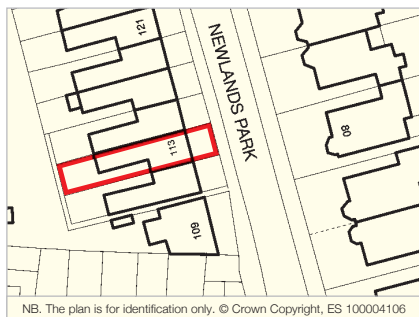 121
NEWLANDS PARK
113
80
109
NB. The plan is for identification only. © Crown Copyright, ES 100004106